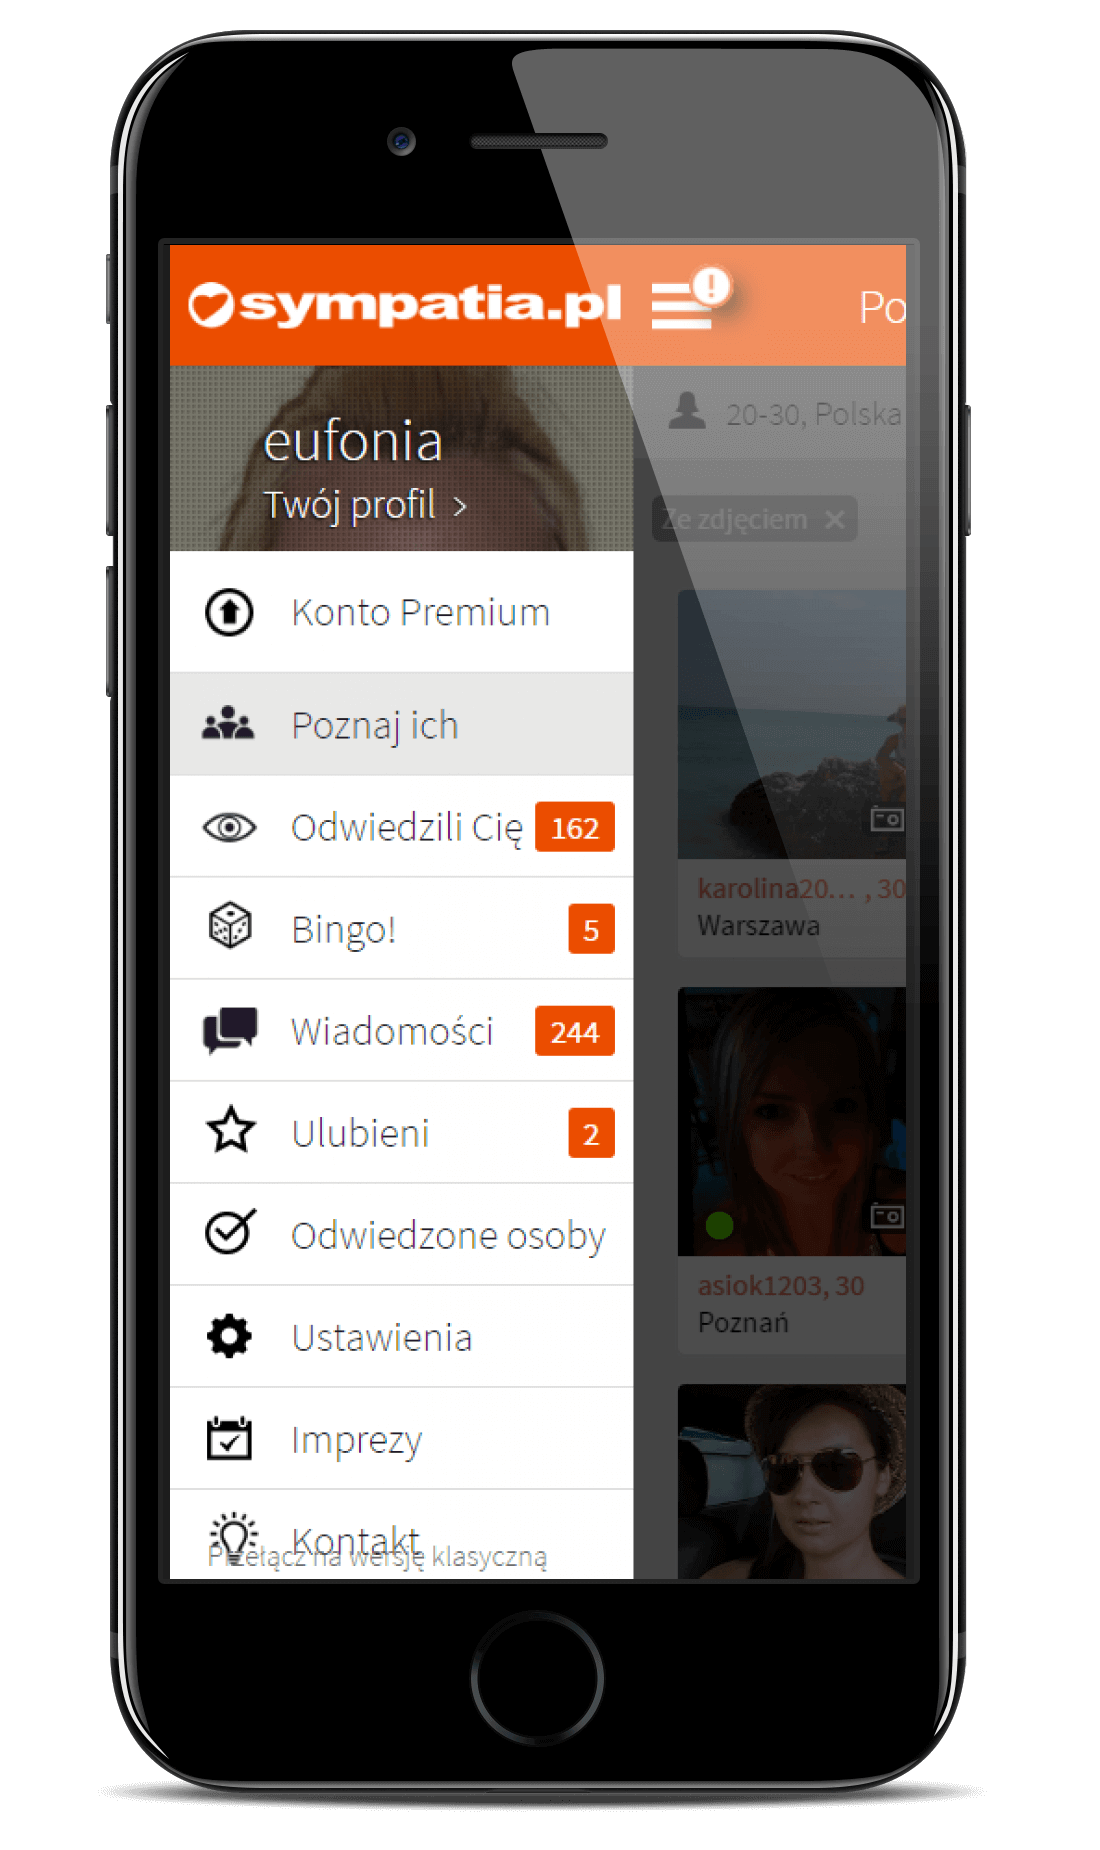 sympatia.pl
!
Po
eufonia
Twój profil >
Konto Premium
Poznaj ich
Odwiedzili Cię 162
Bingo! 5
Wiadomości 244
Ulubieni 2
Odwiedzone osoby
Ustawienia
Imprezy
Kontakt
Przełącz na wersję klasyczną
20-30, Polska
Ze zdjęciem ✕
karolina20... , 30
Warszawa
asiok1203, 30
Poznań